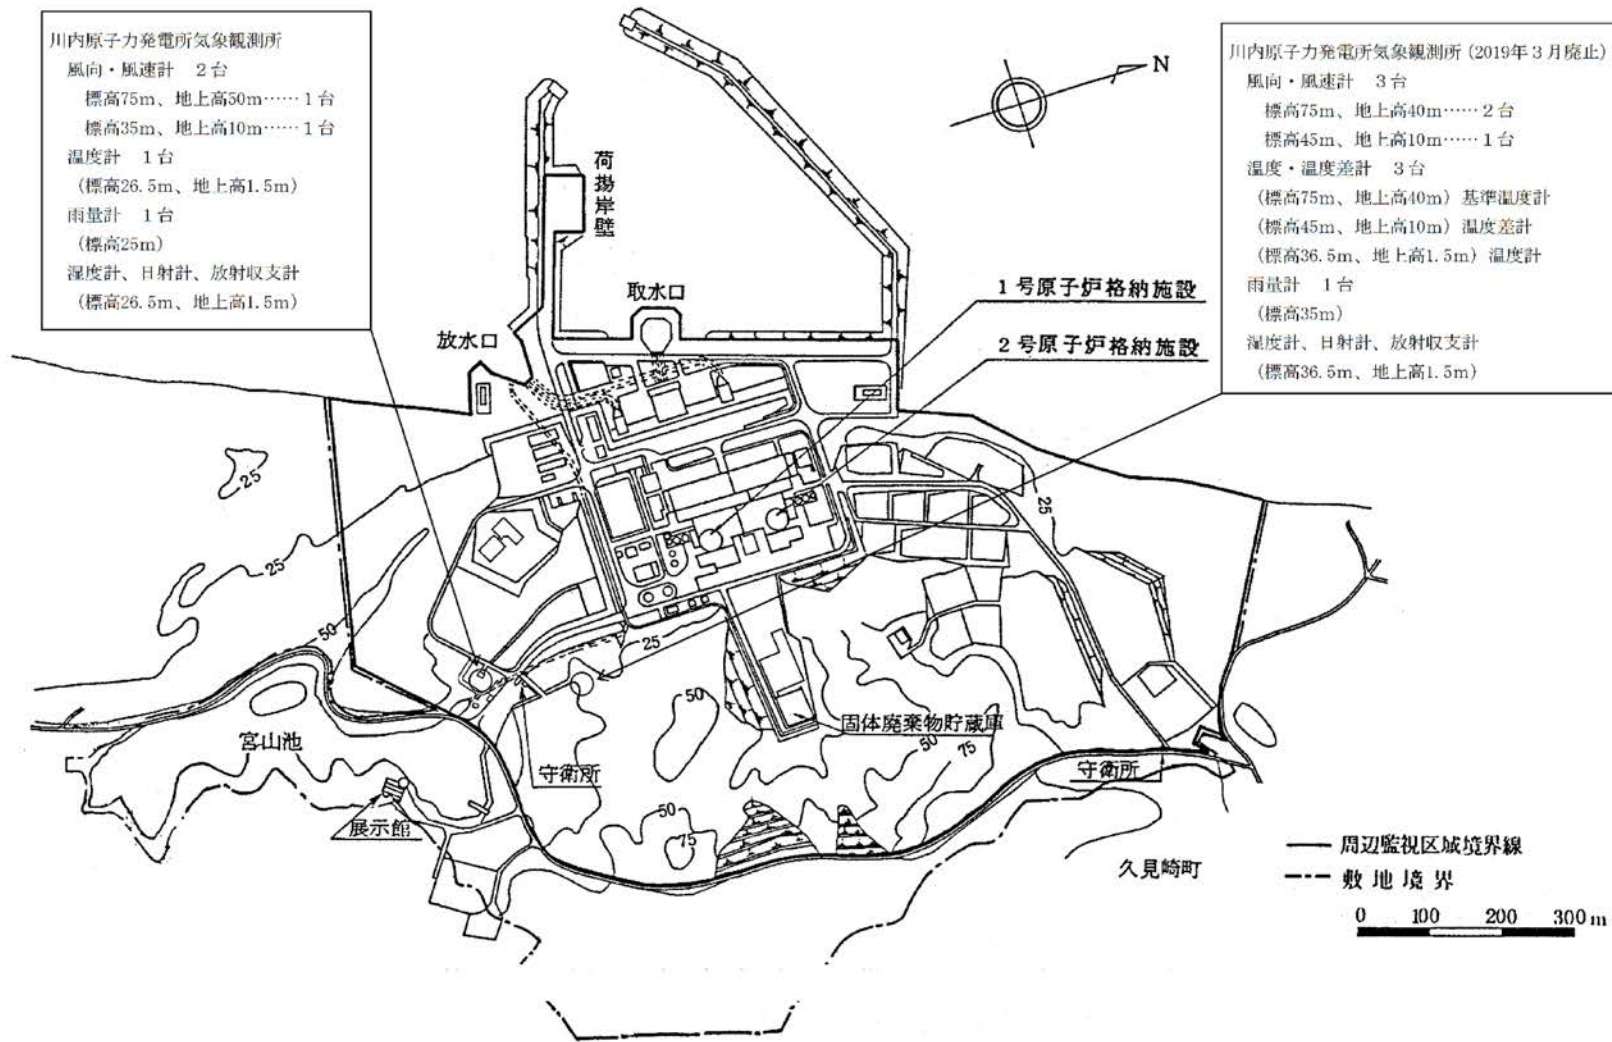 川内原子力発電所気象観測所
風向・風速計 2台
標高75m、地上高50m……1台
標高35m、地上高10m……1台
温度計 1台
(標高26.5m、地上高1.5m)
雨量計 1台
(標高25m)
湿度計、日射計、放射収支計
(標高26.5m、地上高1.5m)
川内原子力発電所気象観測所 (2019年3月廃止)
風向・風速計 3台
標高75m、地上高40m……2台
標高45m、地上高10m……1台
温度・温度差計 3台
(標高75m、地上高40m) 基準温度計
(標高45m、地上高10m) 温度差計
(標高36.5m、地上高1.5m) 温度計
雨量計 1台
(標高35m)
湿度計、日射計、放射収支計
(標高36.5m、地上高1.5m)
N
荷揚岸壁
取水口
放水口
1号原子炉格納施設
2号原子炉格納施設
25
25
25
50
25
50
固体廃棄物貯蔵庫
50
75
宮山池
守衛所
守衛所
展示館
50
75
久見崎町
周辺監視区域境界線
敷地境界
0 100 200 300m